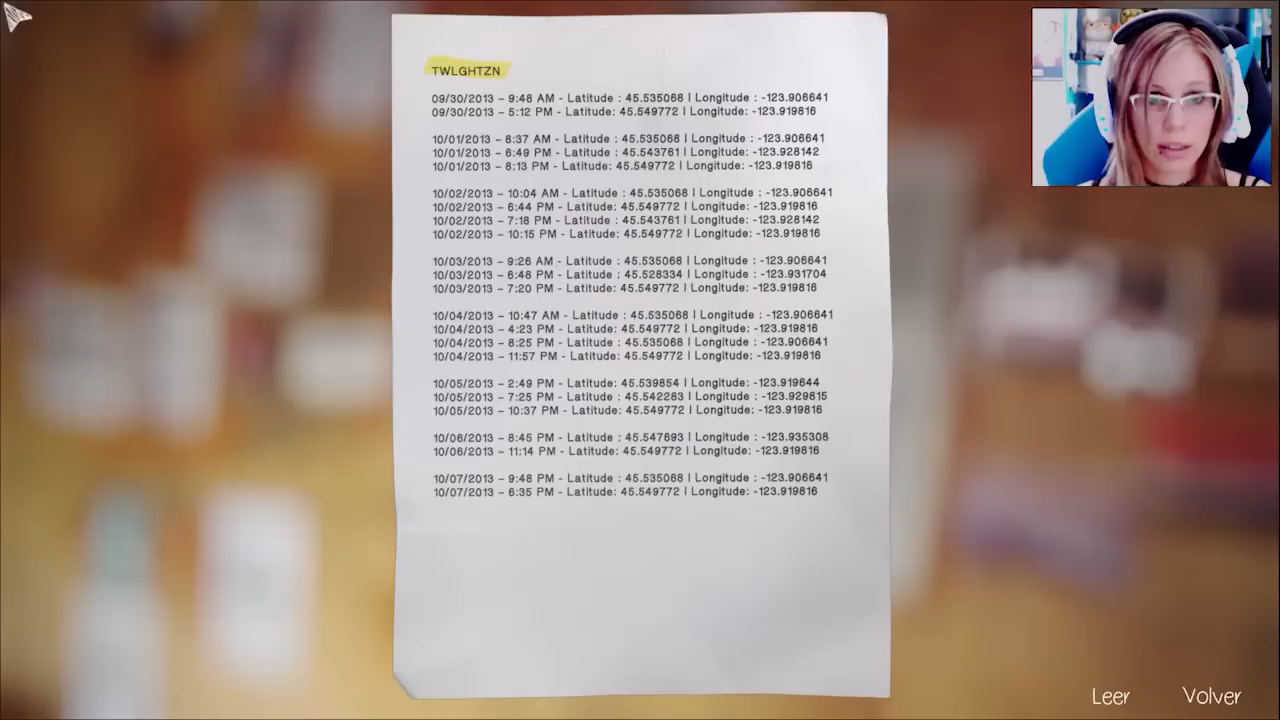 TWLGHTZN
09/30/2013 – 9:48 AM - Latitude : 45.535068 | Longitude : -123.906641
09/30/2013 – 5:12 PM - Latitude: 45.549772 | Longitude: -123.919816
10/01/2013 – 8:37 AM - Latitude : 45.535068 | Longitude : -123.906641
10/01/2013 – 6:49 PM - Latitude : 45.543761 | Longitude : -123.928142
10/01/2013 – 8:13 PM - Latitude: 45.549772 | Longitude: -123.919816
10/02/2013 – 10:04 AM - Latitude : 45.535068 | Longitude : -123.906641
10/02/2013 – 6:44 PM - Latitude: 45.549772 | Longitude: -123.919816
10/02/2013 – 7:18 PM - Latitude : 45.543761 | Longitude : -123.928142
10/02/2013 – 10:15 PM - Latitude: 45.549772 | Longitude: -123.919816
10/03/2013 – 9:26 AM - Latitude : 45.535068 | Longitude : -123.906641
10/03/2013 – 6:48 PM - Latitude : 45.528334 | Longitude : -123.931704
10/03/2013 – 7:20 PM - Latitude: 45.549772 | Longitude: -123.919816
10/04/2013 – 10:47 AM - Latitude : 45.535068 | Longitude : -123.906641
10/04/2013 – 4:23 PM - Latitude: 45.549772 | Longitude: -123.919816
10/04/2013 – 8:25 PM - Latitude : 45.535068 | Longitude : -123.906641
10/04/2013 – 11:57 PM - Latitude: 45.549772 | Longitude: -123.919816
10/05/2013 – 2:49 PM - Latitude: 45.539854 | Longitude: -123.919644
10/05/2013 – 7:25 PM - Latitude : 45.542283 | Longitude : -123.929815
10/05/2013 – 10:37 PM - Latitude: 45.549772 | Longitude: -123.919816
10/06/2013 – 8:45 PM - Latitude : 45.547693 | Longitude : -123.935308
10/06/2013 – 11:14 PM - Latitude: 45.549772 | Longitude: -123.919816
10/07/2013 – 9:48 PM - Latitude : 45.535068 | Longitude : -123.906641
10/07/2013 – 6:35 PM - Latitude: 45.549772 | Longitude: -123.919816
Leer Volver